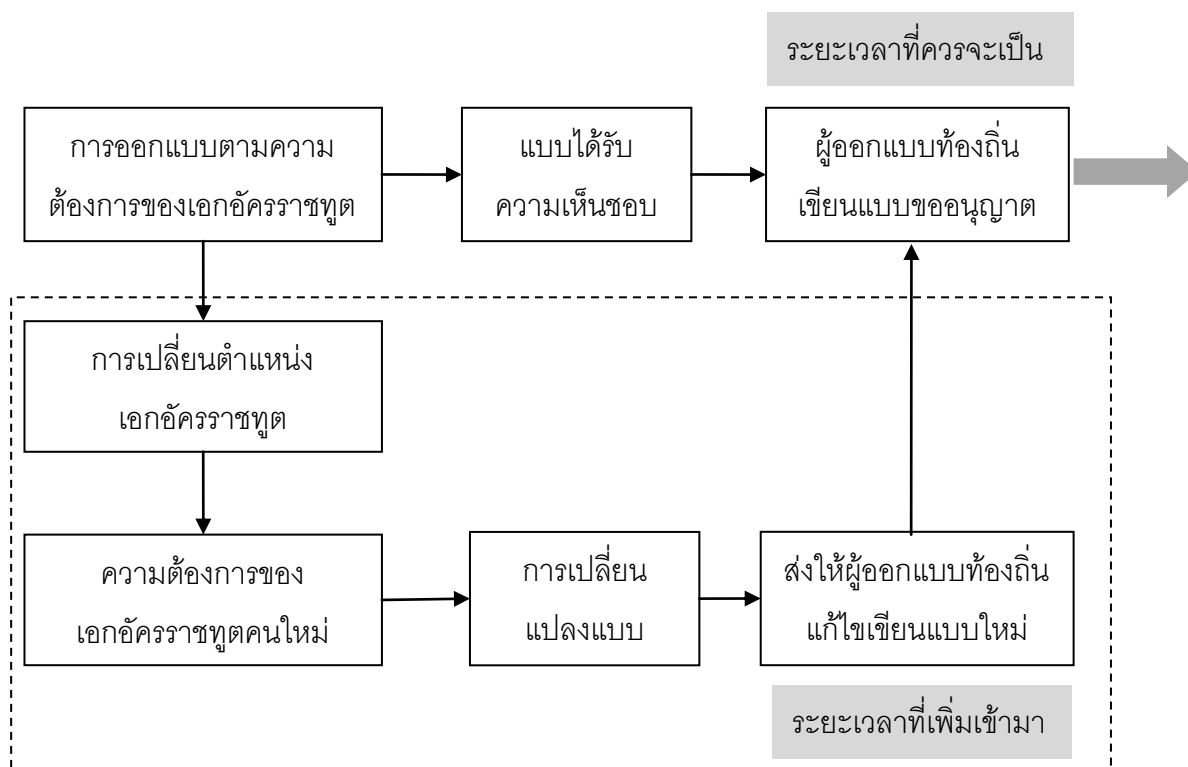 ระยะเวลาที่ควรจะเป็น
การออกแบบตามความ
ต้องการของเอกอัครราชทูต
แบบได้รับ
ความเห็นชอบ
ผู้ออกแบบท้องถิ่น
เขียนแบบขออนุญาต
การเปลี่ยนตำแหน่ง
เอกอัครราชทูต
ความต้องการของ
เอกอัครราชทูตคนใหม่
การเปลี่ยน
แปลงแบบ
ส่งให้ผู้ออกแบบท้องถิ่น
แก้ไขเขียนแบบใหม่
ระยะเวลาที่เพิ่มเข้ามา